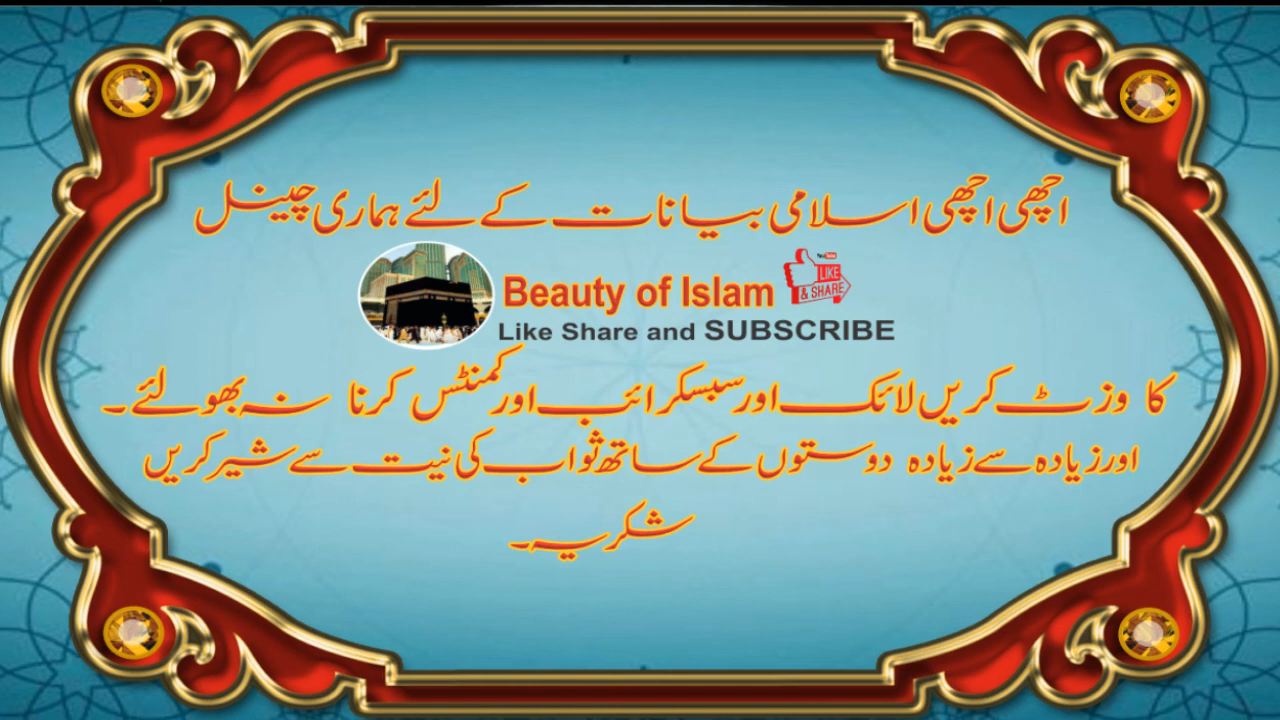 اچھی اچھی اسلامی بیانات کے لئے ہماری چینل
Beauty of Islam
LIKE
& SHARE
Like Share and SUBSCRIBE
کا وزٹ کریں لائک اور سبسکرائب اور کمنٹس کرنا نہ بھولئے۔
اور زیادہ سے زیادہ دوستوں کے ساتھ ثواب کی نیت سے شیر کریں
شکریہ۔